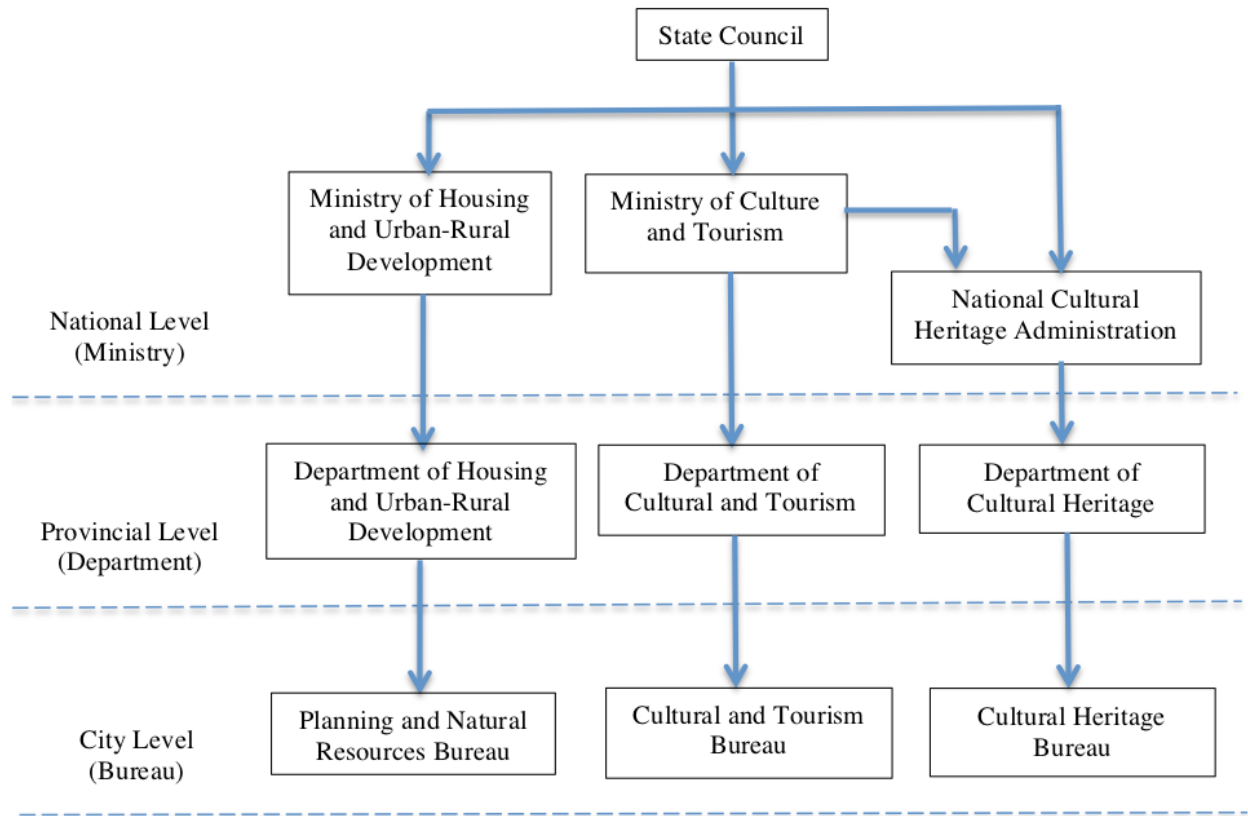 State Council
Ministry of Housing
and Urban-Rural
Development
Ministry of Culture
and Tourism
National Cultural
Heritage Administration
National Level
(Ministry)
Department of Housing
and Urban-Rural
Development
Department of
Cultural and Tourism
Department of
Cultural Heritage
Provincial Level
(Department)
Planning and Natural
Resources Bureau
Cultural and Tourism
Bureau
Cultural Heritage
Bureau
City Level
(Bureau)